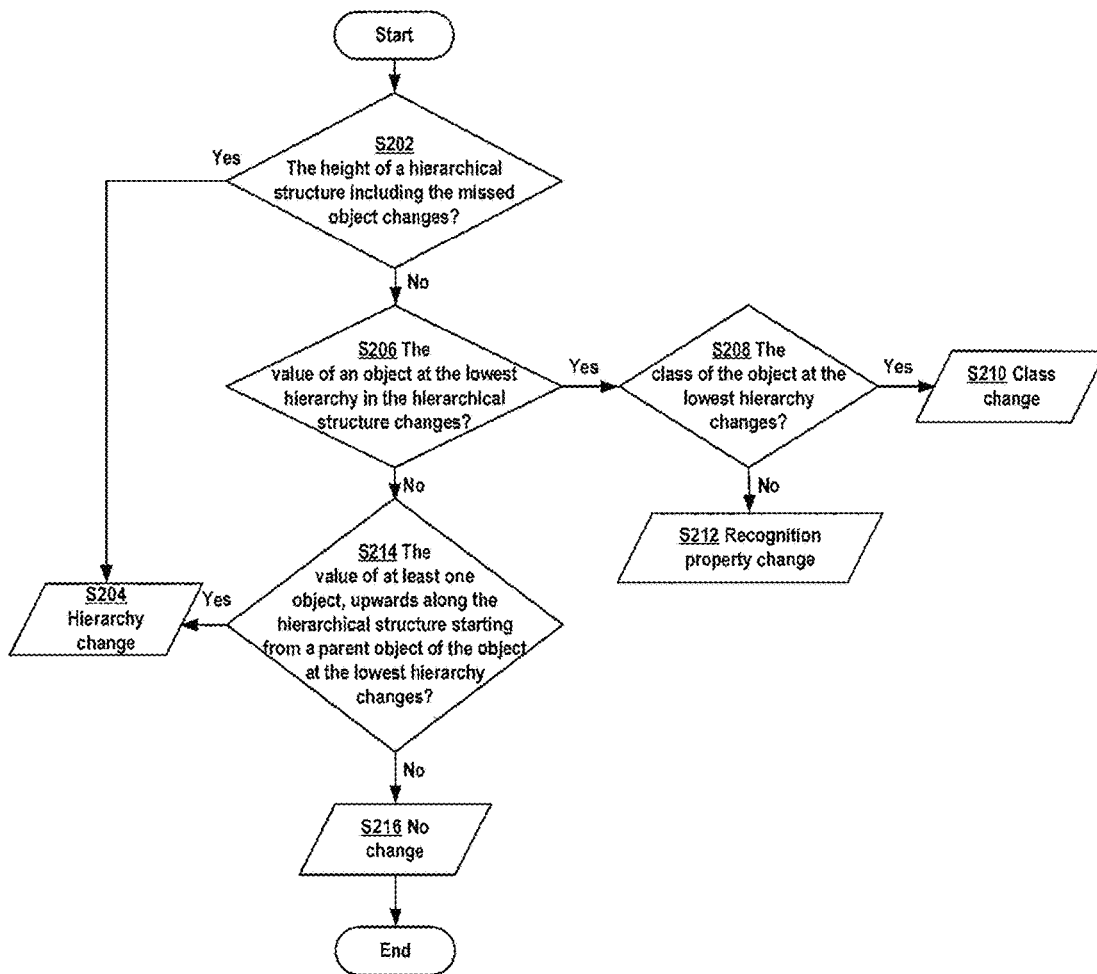 Start
S202
The height of a hierarchical
structure including the missed
object changes?
Yes
No
S206 The
value of an object at the lowest
hierarchy in the hierarchical
structure changes?
Yes
No
S208 The
class of the object at the
lowest hierarchy
changes?
Yes
No
S210 Class
change
S212 Recognition
property change
S214 The
value of at least one
object, upwards along the
hierarchical structure starting
from a parent object of the object
at the lowest hierarchy
changes?
Yes
No
S204
Hierarchy
change
S216 No
change
End